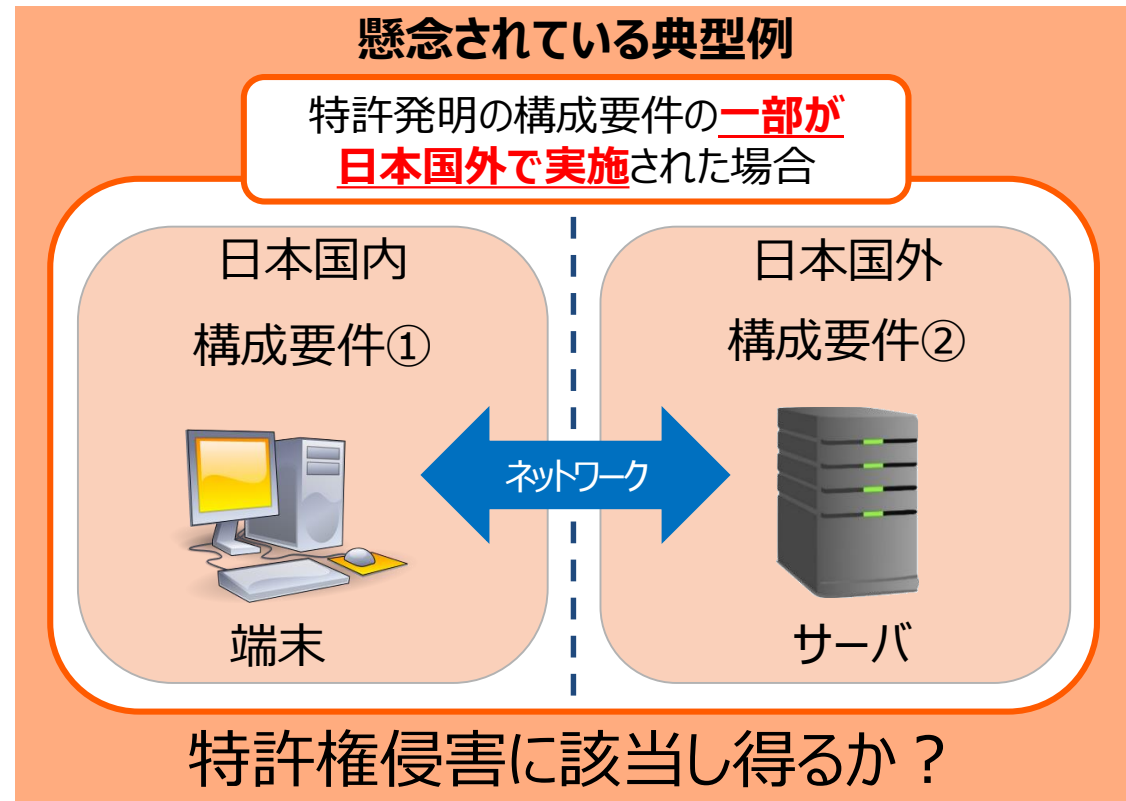 懸念されている典型例
特許発明の構成要件の一部が
日本国外で実施された場合
日本国内
構成要件①
端末
ネットワーク
日本国外
構成要件②
サーバ
特許権侵害に該当し得るか？